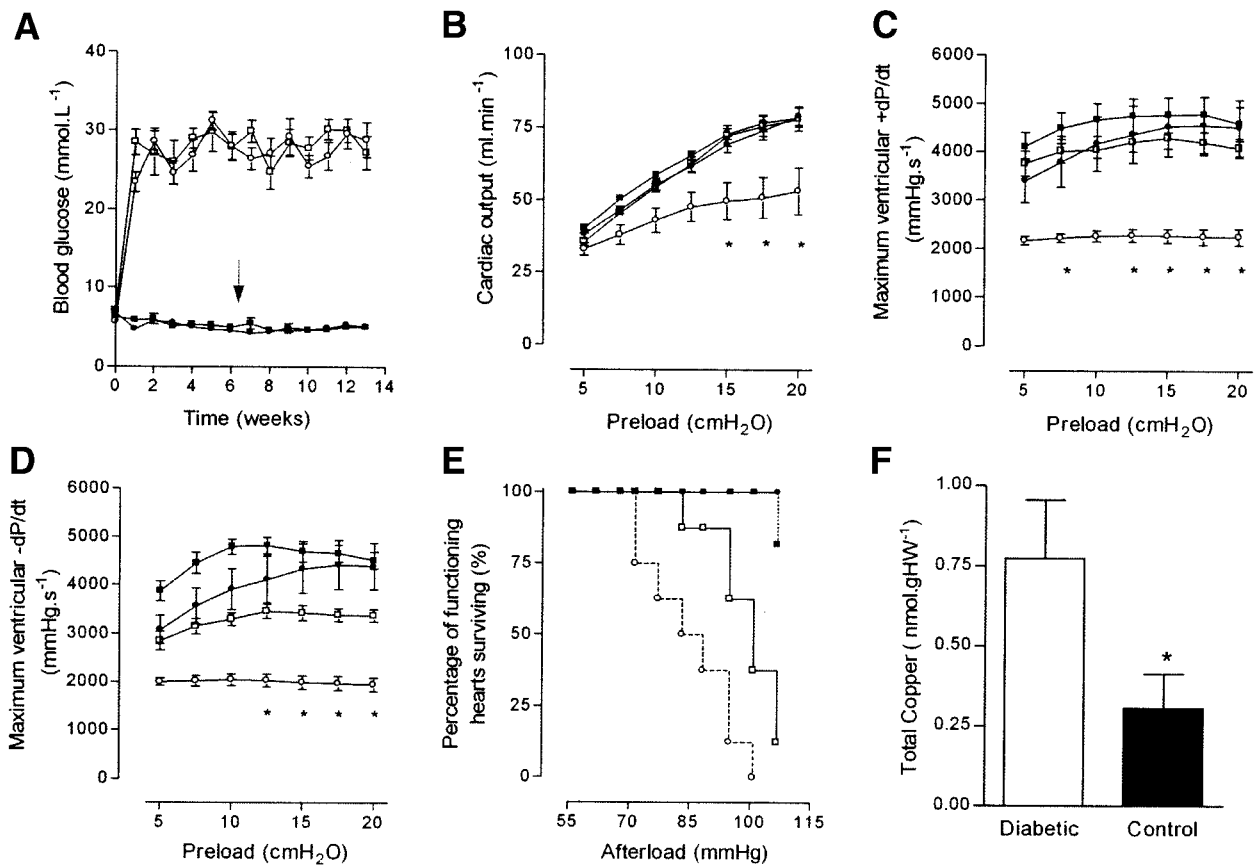 A
40
30
20
10
0
Blood glucose (mmol.L⁻¹)
0 2 4 6 8 10 12 14
Time (weeks)
B
100
75
50
25
0
Cardiac output (ml.min⁻¹)
* * *
5 10 15 20
Preload (cmH₂O)
C
6000
5000
4000
3000
2000
1000
0
Maximum ventricular +dP/dt
(mmHg.s⁻¹)
* * * * *
5 10 15 20
Preload (cmH₂O)
D
6000
5000
4000
3000
2000
1000
0
Maximum ventricular -dP/dt
(mmHg.s⁻¹)
* * * *
5 10 15 20
Preload (cmH₂O)
E
100
75
50
25
0
Percentage of functioning
hearts surviving (%)
55 70 85 100 115
Afterload (mmHg)
F
1.00
0.75
0.50
0.25
0.00
Total Copper ( nmol.gHW⁻¹)
*
Diabetic Control